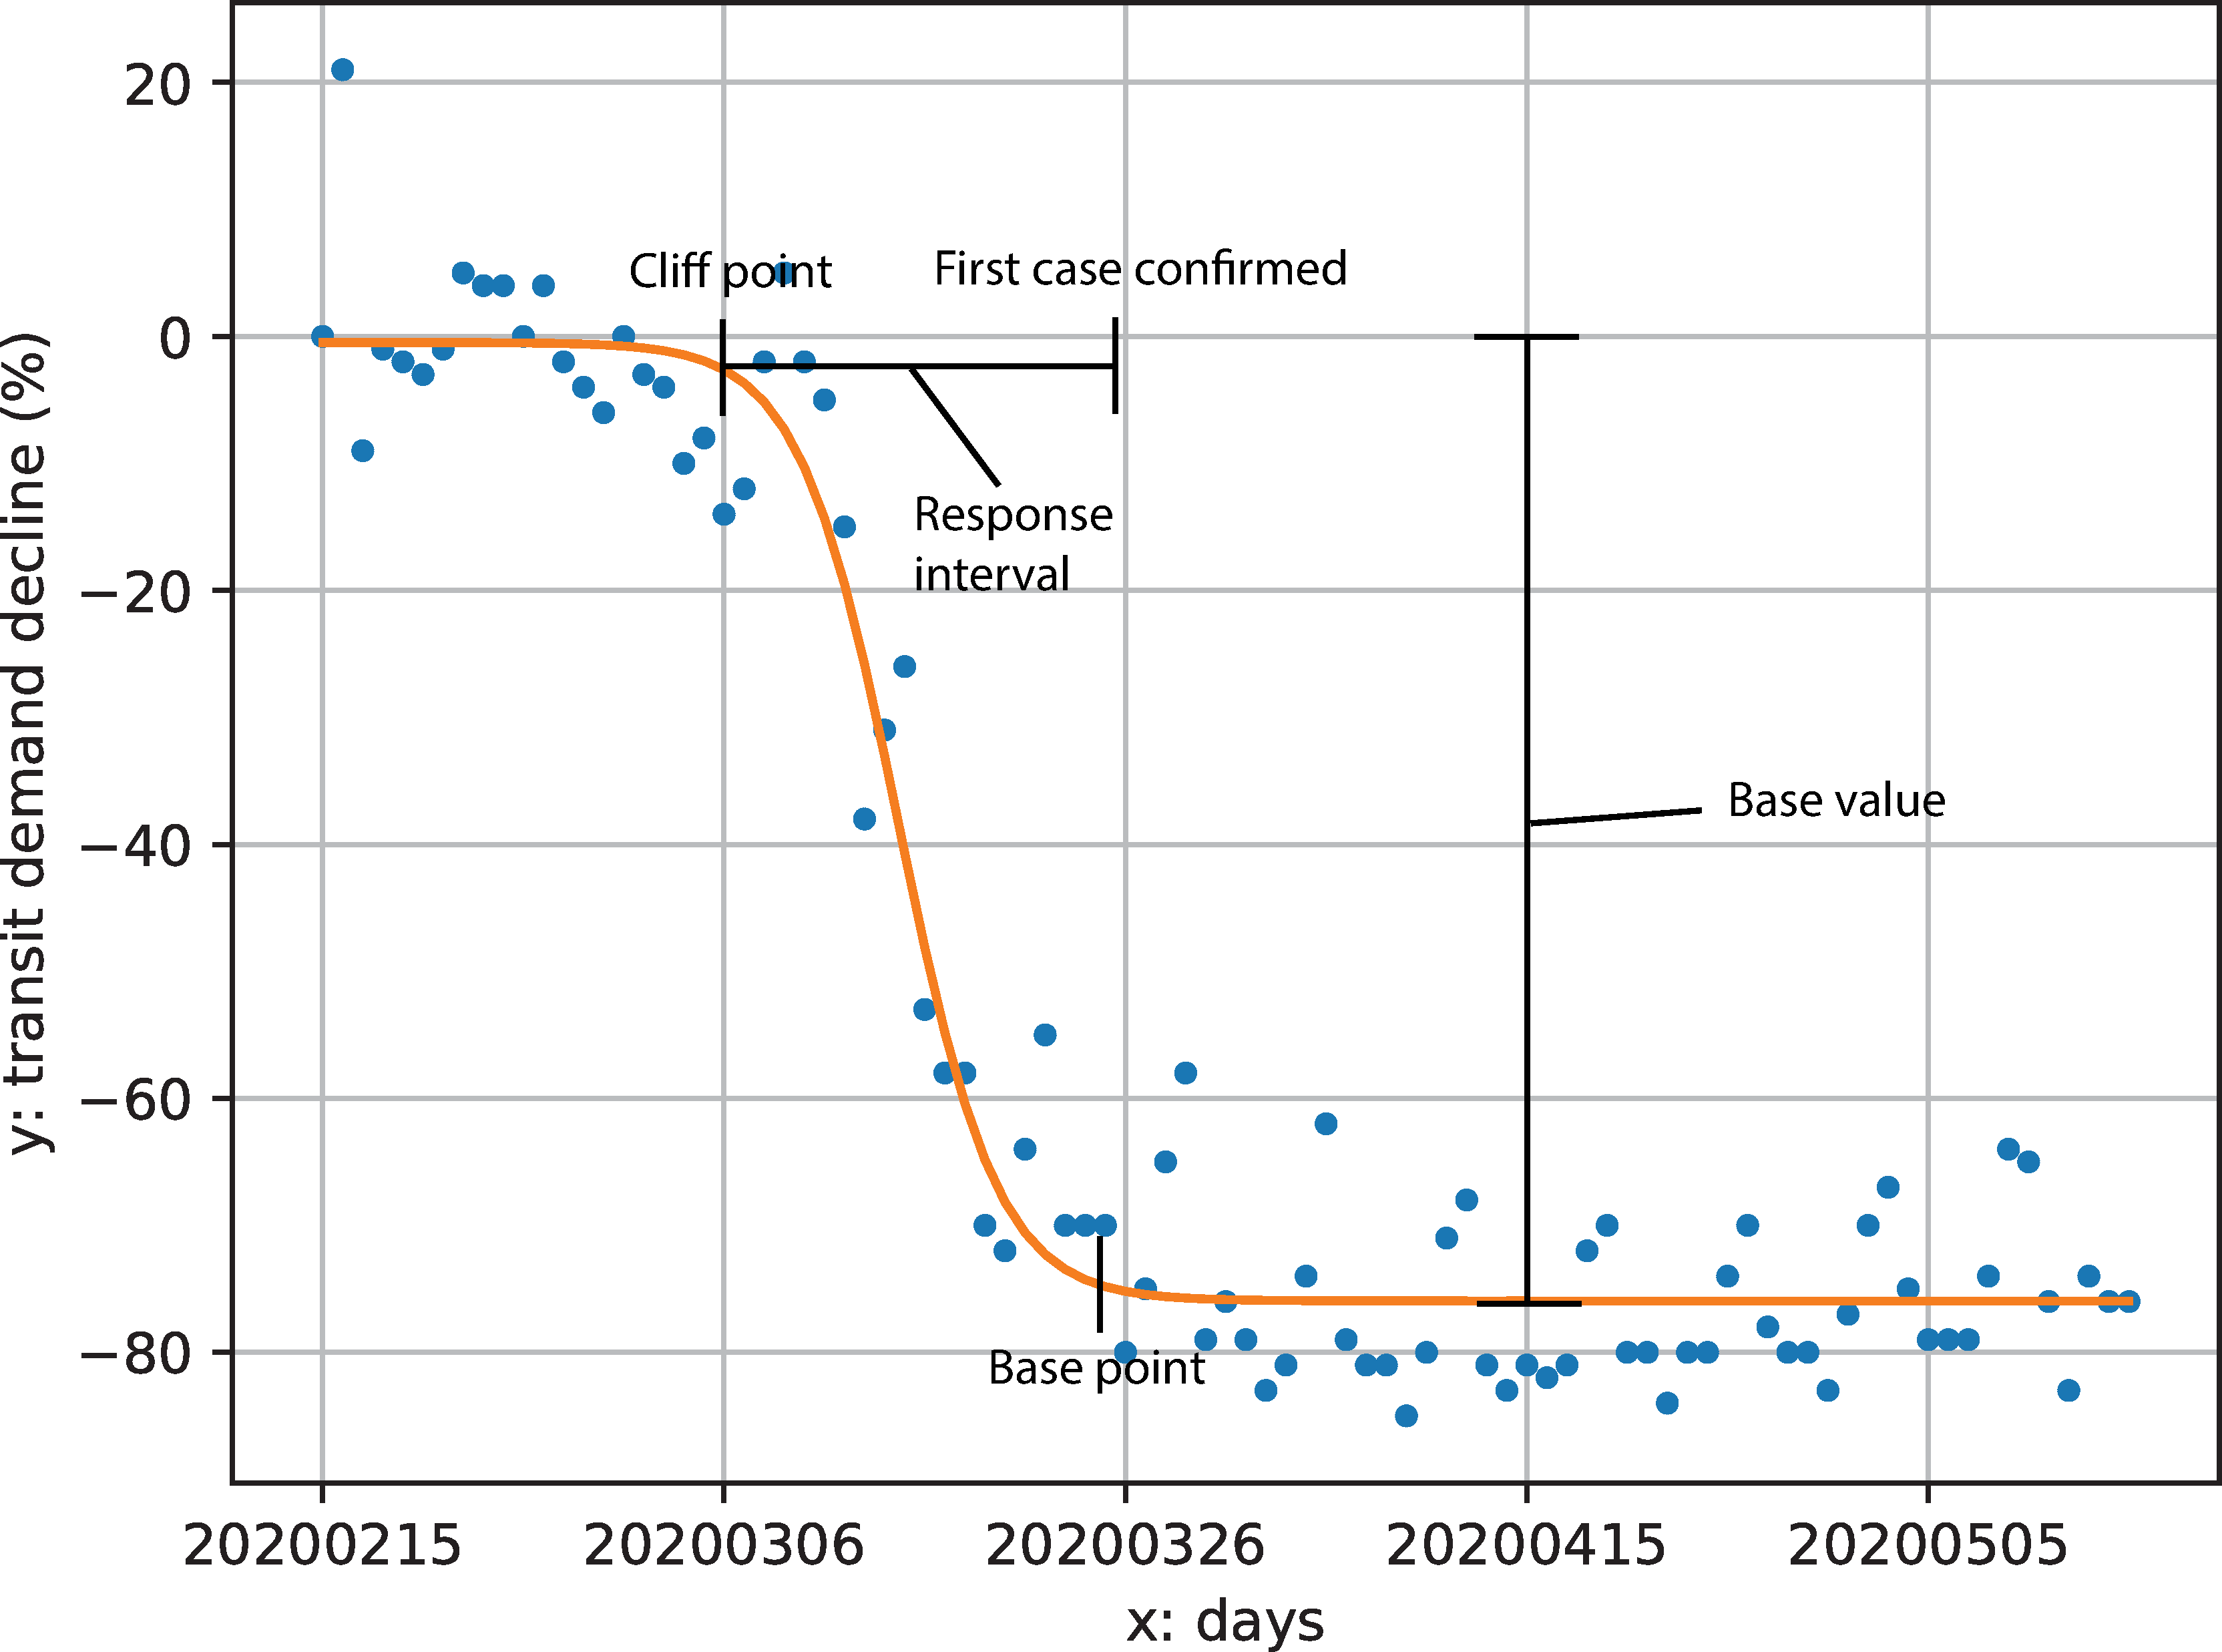 20
0
−20
−40
−60
−80
y: transit demand decline (%)
Cliff point
First case confirmed
Response
interval
Base value
Base point
20200215
20200306
20200326
20200415
20200505
x: days